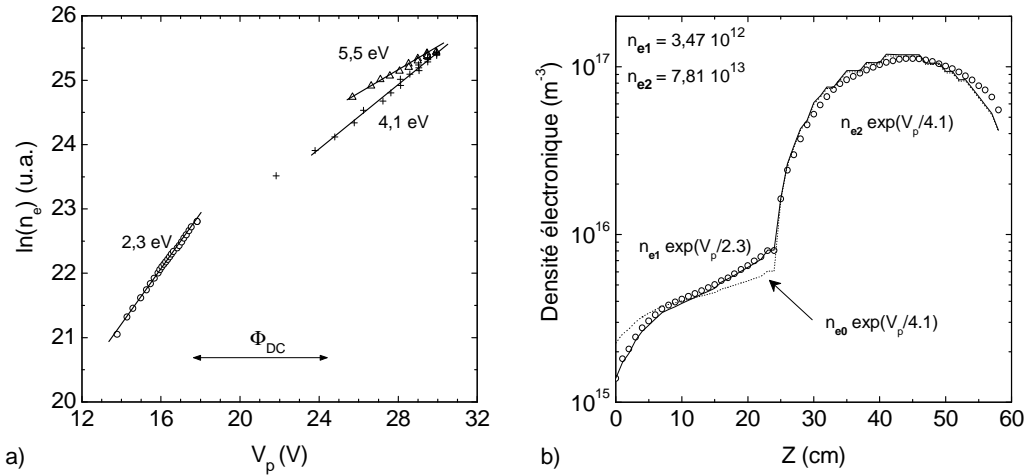 26
25
24
23
22
21
20
12 16 20 24 28 32
ln(n_e) (u.a.)
V_p (V)
5,5 eV
4,1 eV
2,3 eV
Φ_DC
a)
10^17
10^16
10^15
0 10 20 30 40 50 60
Densité électronique (m^-3)
Z (cm)
n_e1 = 3,47 10^12
n_e2 = 7,81 10^13
n_e2 exp(V_p/4.1)
n_e1 exp(V_p/2.3)
n_e0 exp(V_p/4.1)
b)